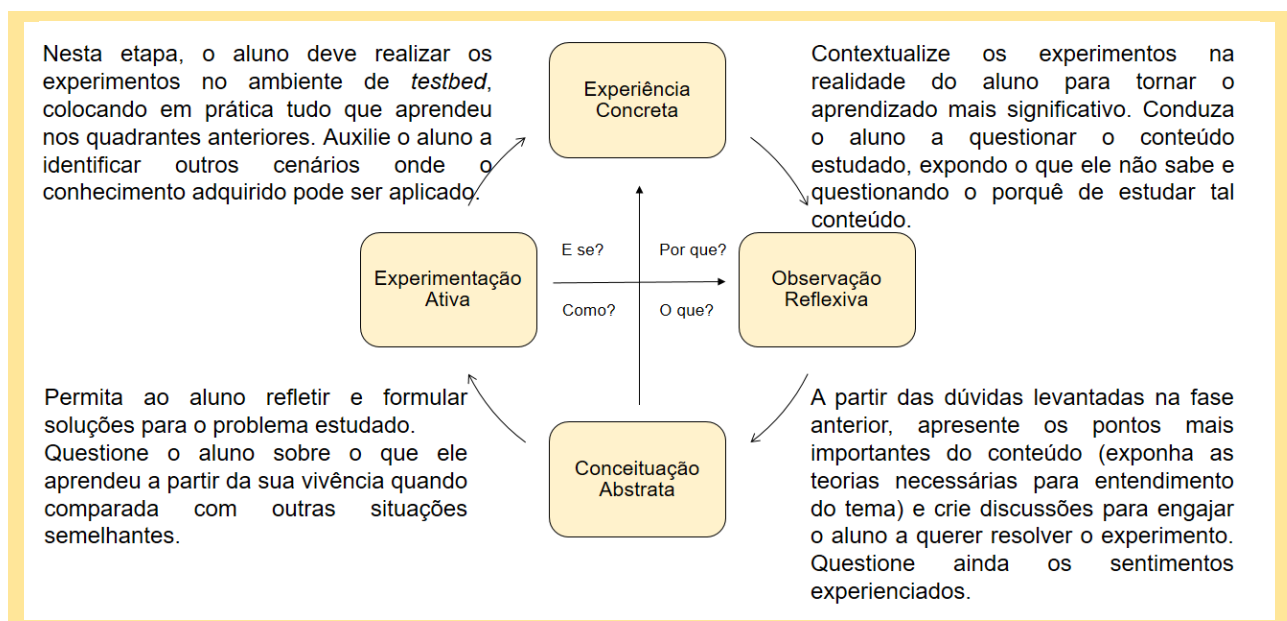 Nesta etapa, o aluno deve realizar os
experimentos no ambiente de testbed,
colocando em prática tudo que aprendeu
nos quadrantes anteriores. Auxilie o aluno a
identificar outros cenários onde o
conhecimento adquirido pode ser aplicado.
Experiência
Concreta
Contextualize os experimentos na
realidade do aluno para tornar o
aprendizado mais significativo. Conduza
o aluno a questionar o conteúdo
estudado, expondo o que ele não sabe e
questionando o porquê de estudar tal
conteúdo.
Experimentação
Ativa
E se?
Por que?
Como?
O que?
Observação
Reflexiva
Permita ao aluno refletir e formular
soluções para o problema estudado.
Questione o aluno sobre o que ele
aprendeu a partir da sua vivência quando
comparada com outras situações
semelhantes.
Conceituação
Abstrata
A partir das dúvidas levantadas na fase
anterior, apresente os pontos mais
importantes do conteúdo (exponha as
teorias necessárias para entendimento
do tema) e crie discussões para engajar
o aluno a querer resolver o experimento.
Questione ainda os sentimentos
experienciados.